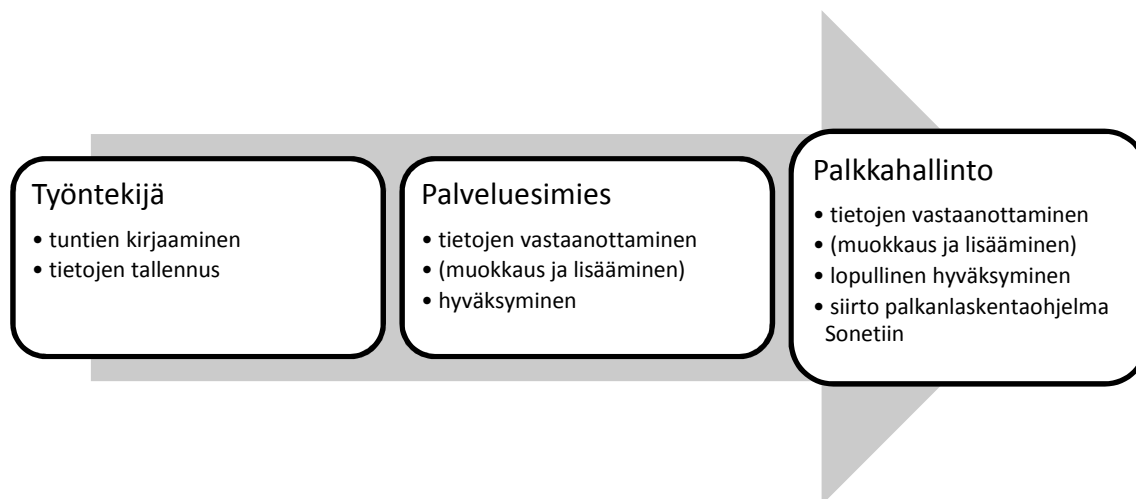 Työntekijä
• tuntien kirjaaminen
• tietojen tallennus
Palveluesimies
• tietojen vastaanottaminen
• (muokkaus ja lisääminen)
• hyväksyminen
Palkkahallinto
• tietojen vastaanottaminen
• (muokkaus ja lisääminen)
• lopullinen hyväksyminen
• siirto palkanlaskentaohjelma
Sonetiin